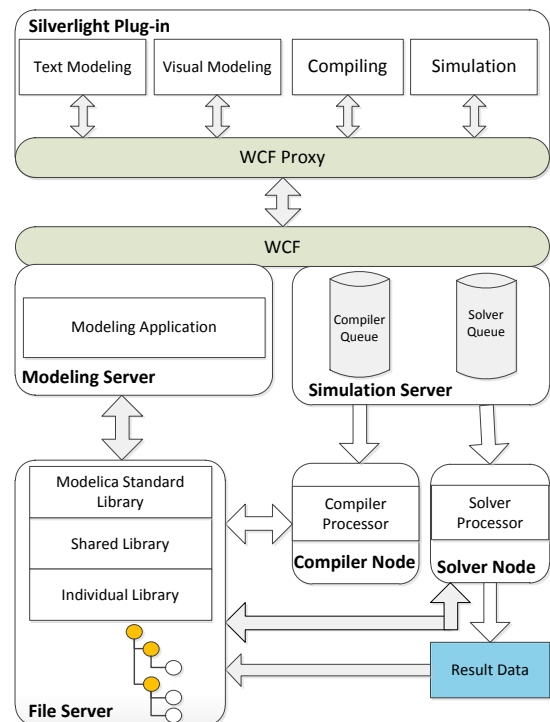 Silverlight Plug-in
Text Modeling
Visual Modeling
Compiling
Simulation
WCF Proxy
WCF
Modeling Application
Modeling Server
Compiler
Queue
Solver
Queue
Simulation Server
Modelica Standard
Library
Shared Library
Individual Library
File Server
Compiler
Processor
Compiler Node
Solver
Processor
Solver Node
Result Data